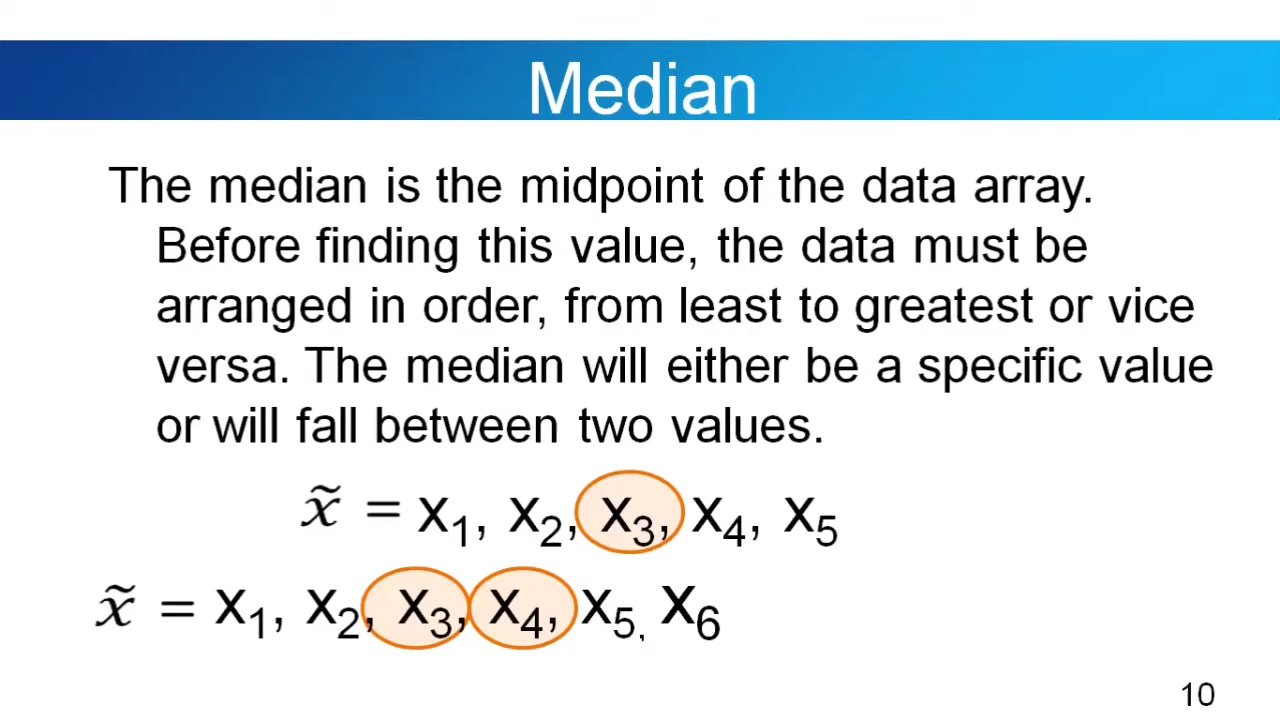 Median
The median is the midpoint of the data array.
Before finding this value, the data must be
arranged in order, from least to greatest or vice
versa. The median will either be a specific value
or will fall between two values.
x̃ = x₁, x₂, x₃, x₄, x₅
x̃ = x₁, x₂, x₃, x₄, x₅, x₆
10